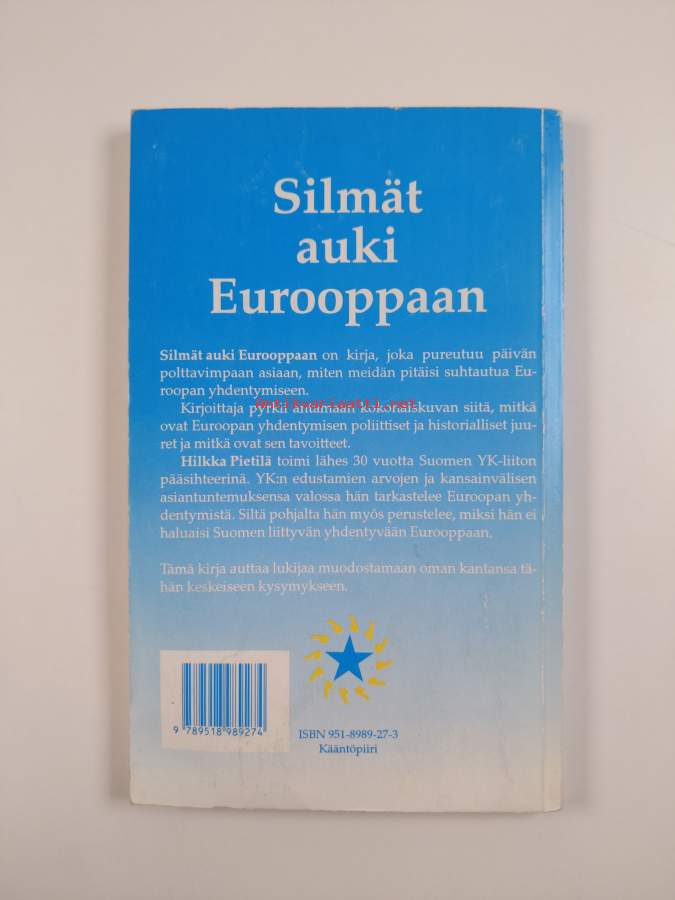 Silmät
auki
Eurooppaan
Silmät auki Eurooppaan on kirja, joka pureutuu päivän
polttavimpaan asiaan, miten meidän pitäisi suhtautua Eu-
roopan yhdentymiseen.
Antikvariaatti.net
Kirjoittaja pyrkii antamaan kokonaiskuvan siitä, mitkä
ovat Euroopan yhdentymisen poliittiset ja historialliset juu-
ret ja mitkä ovat sen tavoitteet.
Hilkka Pietilä toimi lähes 30 vuotta Suomen YK-liiton
pääsihteerinä. YK:n edustamien arvojen ja kansainvälisen
asiantuntemuksensa valossa hän tarkastelee Euroopan yh-
dentymistä. Siltä pohjalta hän myös perustelee, miksi hän ei
haluaisi Suomen liittyvän yhdentyvään Eurooppaan.
Tämä kirja auttaa lukijaa muodostamaan oman kantansa tä-
hän keskeiseen kysymykseen.
9 789518 989274
ISBN 951-8989-27-3
Kääntöpiiri